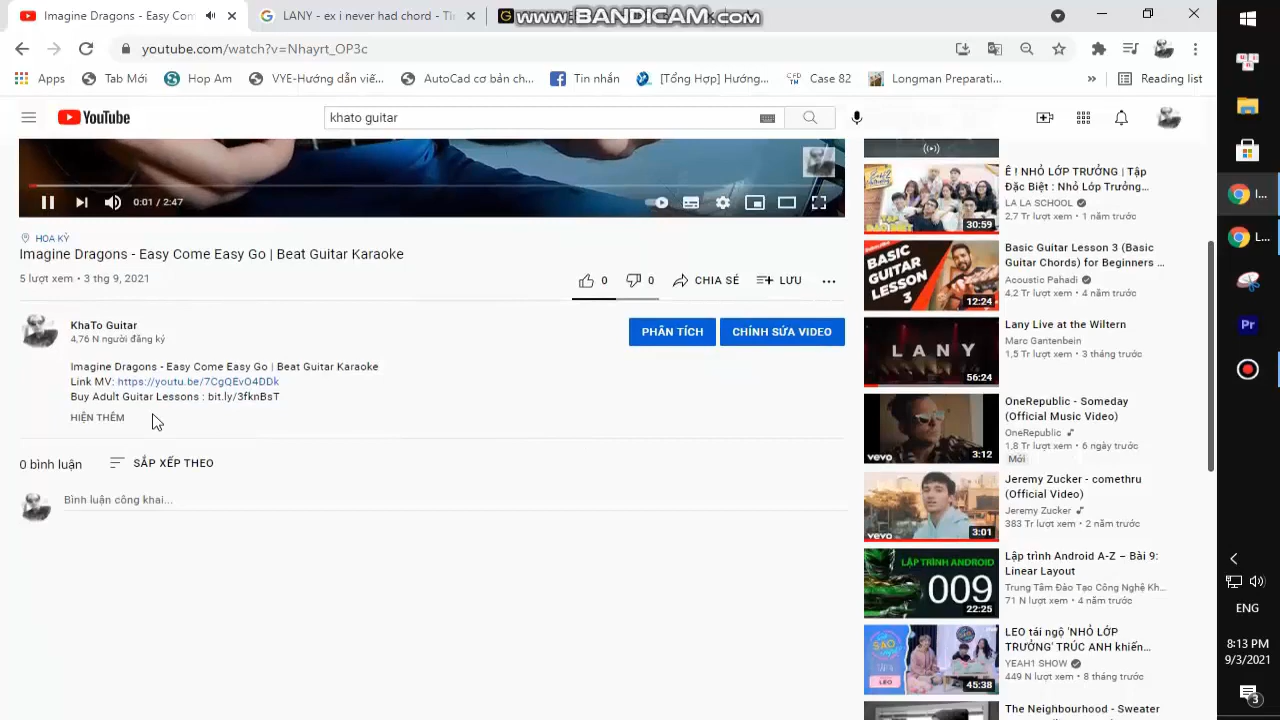 Imagine Dragons - Easy Com
LANY - ex i never had chord - Ti
www.BANDICAM.com
youtube.com/watch?v=Nhayrt_OP3c
Apps
Tab Mới
Hop Am
VYE-Hướng dẫn viế...
AutoCad cơ bản ch...
Tin nhắn
[Tổng Hợp] Hướng...
Case 82
Longman Preparati...
»
Reading list
YouTube
khato guitar
0:01 / 2:47
HOA KỲ
Imagine Dragons - Easy Come Easy Go | Beat Guitar Karaoke
5 lượt xem • 3 thg 9, 2021
0
0
CHIA SẺ
LƯU
KhaTo Guitar
4,76 N người đăng ký
PHÂN TÍCH
CHỈNH SỬA VIDEO
Imagine Dragons - Easy Come Easy Go | Beat Guitar Karaoke
Link MV: https://youtu.be/7CgQEvO4DDk
Buy Adult Guitar Lessons : bit.ly/3fknBsT
HIỆN THÊM
0 bình luận
SẮP XẾP THEO
Bình luận công khai...
Ê ! NHỎ LỚP TRƯỞNG | Tập
Đặc Biệt : Nhỏ Lớp Trưởng...
LA LA SCHOOL
2,7 Tr lượt xem • 1 năm trước
30:59
Basic Guitar Lesson 3 (Basic
Guitar Chords) for Beginners ...
Acoustic Pahadi
4,2 Tr lượt xem • 4 năm trước
BASIC
GUITAR
LESSON
3
12:24
Lany Live at the Wiltern
Marc Gantenbein
1,5 Tr lượt xem • 3 tháng trước
LANY
56:24
OneRepublic - Someday
(Official Music Video)
OneRepublic
1,8 Tr lượt xem • 6 ngày trước
Mới
vevo
3:12
Jeremy Zucker - comethru
(Official Video)
Jeremy Zucker
383 Tr lượt xem • 2 năm trước
vevo
3:01
Lập trình Android A-Z – Bài 9:
Linear Layout
Trung Tâm Đào Tạo Công Nghệ Kh...
71 N lượt xem • 4 năm trước
LẬP TRÌNH ANDROID
009
22:25
LEO tái ngộ 'NHỎ LỚP
TRƯỞNG' TRÚC ANH khiến...
YEAH1 SHOW
449 N lượt xem • 8 tháng trước
LEO
45:38
The Neighbourhood - Sweater
I...
L...
Pr
ENG
8:13 PM
9/3/2021
3